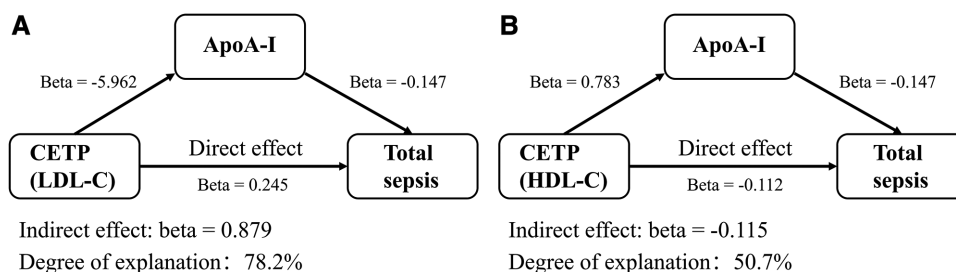 A
ApoA-I
Beta = -5.962
Beta = -0.147
CETP
(LDL-C)
Direct effect
Beta = 0.245
Total
sepsis
Indirect effect: beta = 0.879
Degree of explanation：78.2%
B
ApoA-I
Beta = 0.783
Beta = -0.147
CETP
(HDL-C)
Direct effect
Beta = -0.112
Total
sepsis
Indirect effect: beta = -0.115
Degree of explanation：50.7%